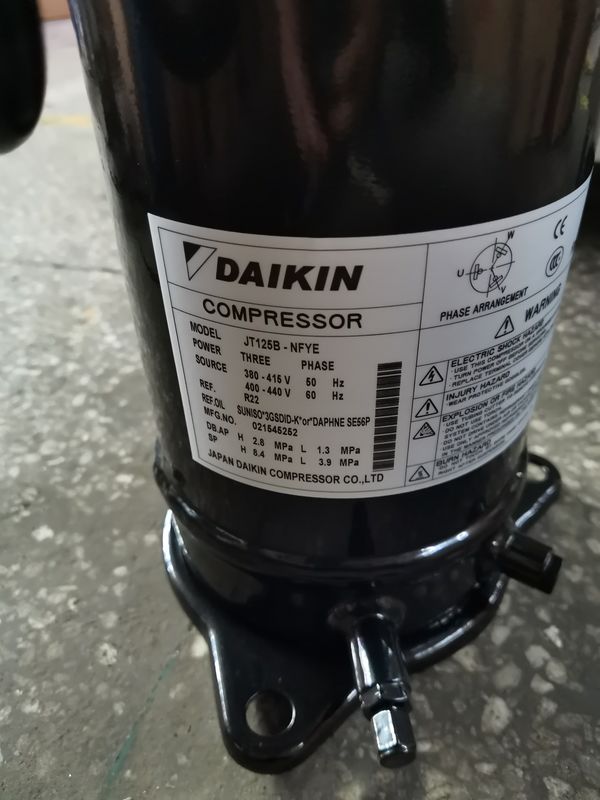 DAIKIN
COMPRESSOR
MODEL JT125B - NFYE
POWER THREE PHASE
SOURCE 380 - 415 V 50 Hz
400 - 440 V 60 Hz
REF. R22
REF.OIL SUNISO"3GSDID-K"or"DAPHNE SE56P
MFG.NO. 021545252
DB.AP H 2.8 MPa L 1.3 MPa
SP H 8.4 MPa L 3.9 MPa
JAPAN DAIKIN COMPRESSOR CO.,LTD
W
U
V
CE
CCC
PHASE ARRANGEMENT
WARNING
ELECTRIC SHOCK HAZARD
INJURY HAZARD
EXPLOSION OR FLAME HAZARD
BURN HAZARD